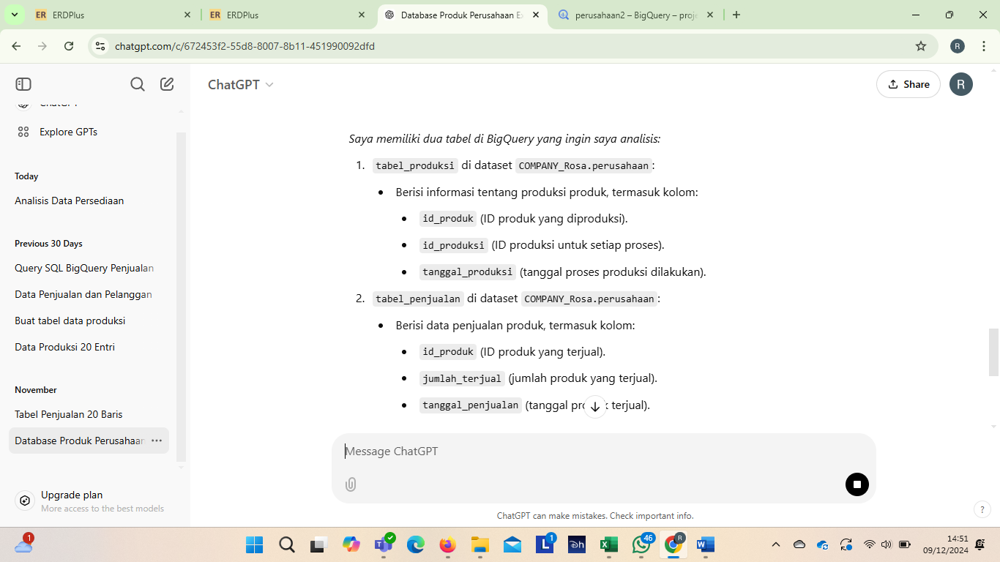 ERDPlus
ERDPlus
Database Produk Perusahaan Ex
perusahaan2 – BigQuery – proje
chatgpt.com/c/672453f2-55d8-8007-8b11-451990092dfd
R
ChatGPT
Share
R
ChatGPT
Explore GPTs
Today
Analisis Data Persediaan
Previous 30 Days
Query SQL BigQuery Penjualan
Data Penjualan dan Pelanggan
Buat tabel data produksi
Data Produksi 20 Entri
November
Tabel Penjualan 20 Baris
Database Produk Perusahaan
Upgrade plan
More access to the best models
Saya memiliki dua tabel di BigQuery yang ingin saya analisis:
1. tabel_produksi di dataset COMPANY_Rosa.perusahaan:
• Berisi informasi tentang produksi produk, termasuk kolom:
• id_produk (ID produk yang diproduksi).
• id_produksi (ID produksi untuk setiap proses).
• tanggal_produksi (tanggal proses produksi dilakukan).
2. tabel_penjualan di dataset COMPANY_Rosa.perusahaan:
• Berisi data penjualan produk, termasuk kolom:
• id_produk (ID produk yang terjual).
• jumlah_terjual (jumlah produk yang terjual).
• tanggal_penjualan (tanggal produk terjual).
Message ChatGPT
ChatGPT can make mistakes. Check important info.
?
1
L 1
Dh
46
R
14:51
09/12/2024